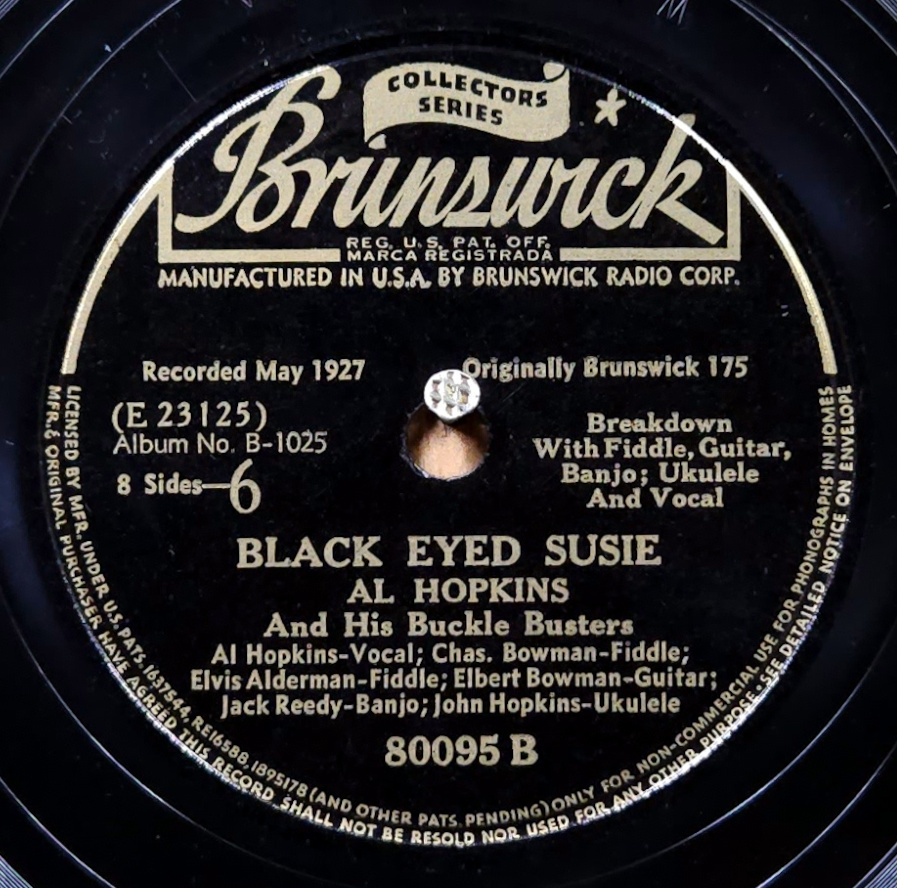 COLLECTORS
SERIES
Brunswick
REG. U.S. PAT. OFF.
MARCA REGISTRADA
MANUFACTURED IN U.S.A. BY BRUNSWICK RADIO CORP.
Recorded May 1927
Originally Brunswick 175
(E 23125)
Album No. B-1025
8 Sides—6
Breakdown
With Fiddle, Guitar,
Banjo; Ukulele
And Vocal
BLACK EYED SUSIE
AL HOPKINS
And His Buckle Busters
Al Hopkins-Vocal; Chas. Bowman-Fiddle;
Elvis Alderman-Fiddle; Elbert Bowman-Guitar;
Jack Reedy-Banjo; John Hopkins-Ukulele
80095 B
LICENSED BY MFR. UNDER U.S. PATS. 1637544, RE16588, 1895178 (AND OTHER PATS. PENDING) ONLY FOR NON-COMMERCIAL USE FOR PHONOGRAPHS IN HOMES
MFR. & ORIGINAL PURCHASER HAVE AGREED THIS RECORD SHALL NOT BE RESOLD NOR USED FOR ANY OTHER PURPOSE. SEE DETAILED NOTICE ON ENVELOPE